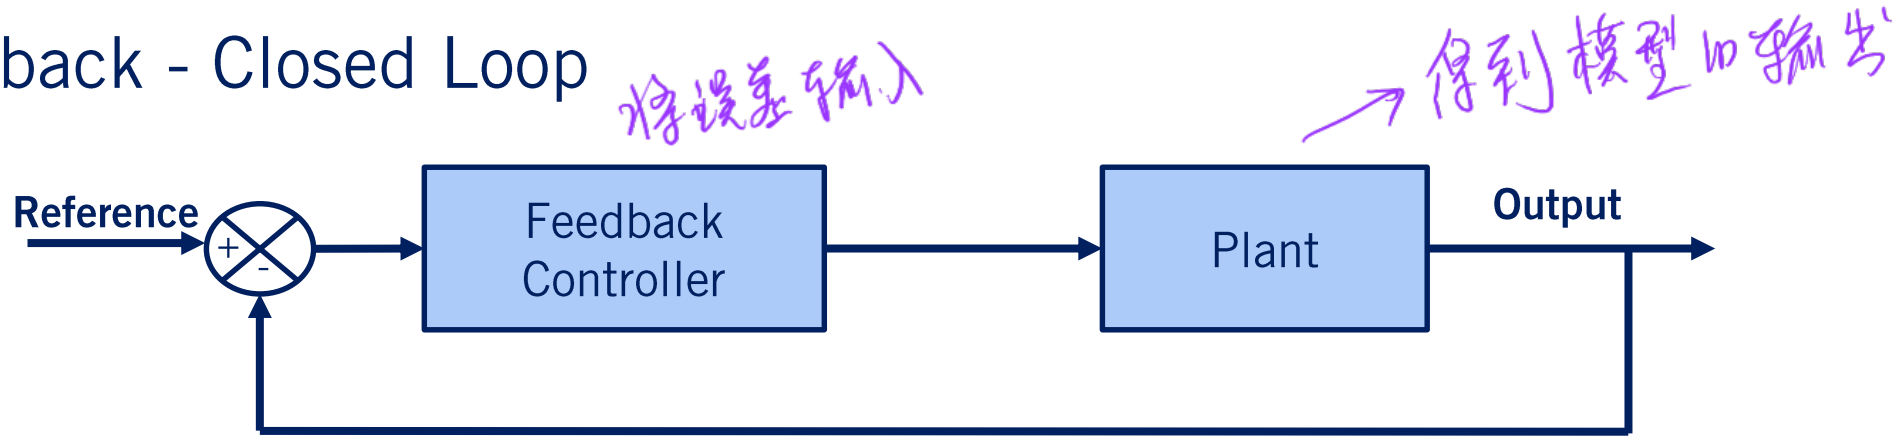 back - Closed Loop
将误差输入
得到模型的输出
Reference
+
-
Feedback
Controller
Plant
Output